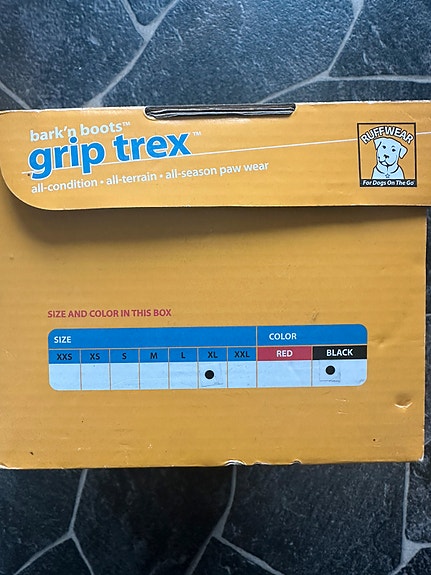 bark'n boots™
grip trex™
all-condition • all-terrain • all-season paw wear
RUFFWEAR
For Dogs On The Go
SIZE AND COLOR IN THIS BOX
SIZE COLOR
XXS XS S M L XL XXL RED BLACK